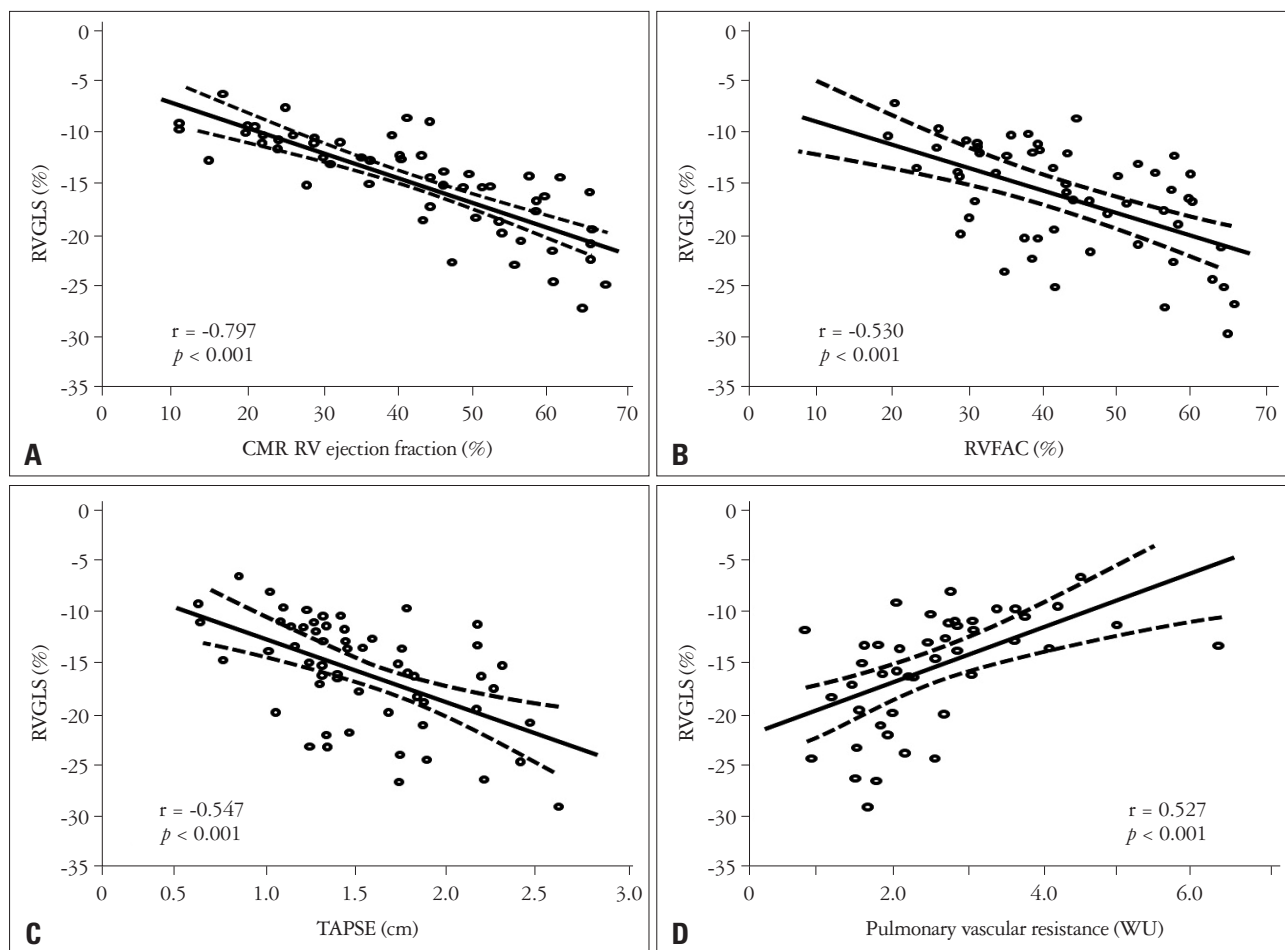 0
-5
-10
-15
-20
-25
-30
-35
RVGLS (%)
r = -0.797
p < 0.001
0 10 20 30 40 50 60 70
CMR RV ejection fraction (%)
A
0
-5
-10
-15
-20
-25
-30
-35
RVGLS (%)
r = -0.530
p < 0.001
0 10 20 30 40 50 60 70
RVFAC (%)
B
0
-5
-10
-15
-20
-25
-30
-35
RVGLS (%)
r = -0.547
p < 0.001
0 0.5 1.0 1.5 2.0 2.5 3.0
TAPSE (cm)
C
0
-5
-10
-15
-20
-25
-30
-35
RVGLS (%)
r = 0.527
p < 0.001
0 2.0 4.0 6.0
Pulmonary vascular resistance (WU)
D